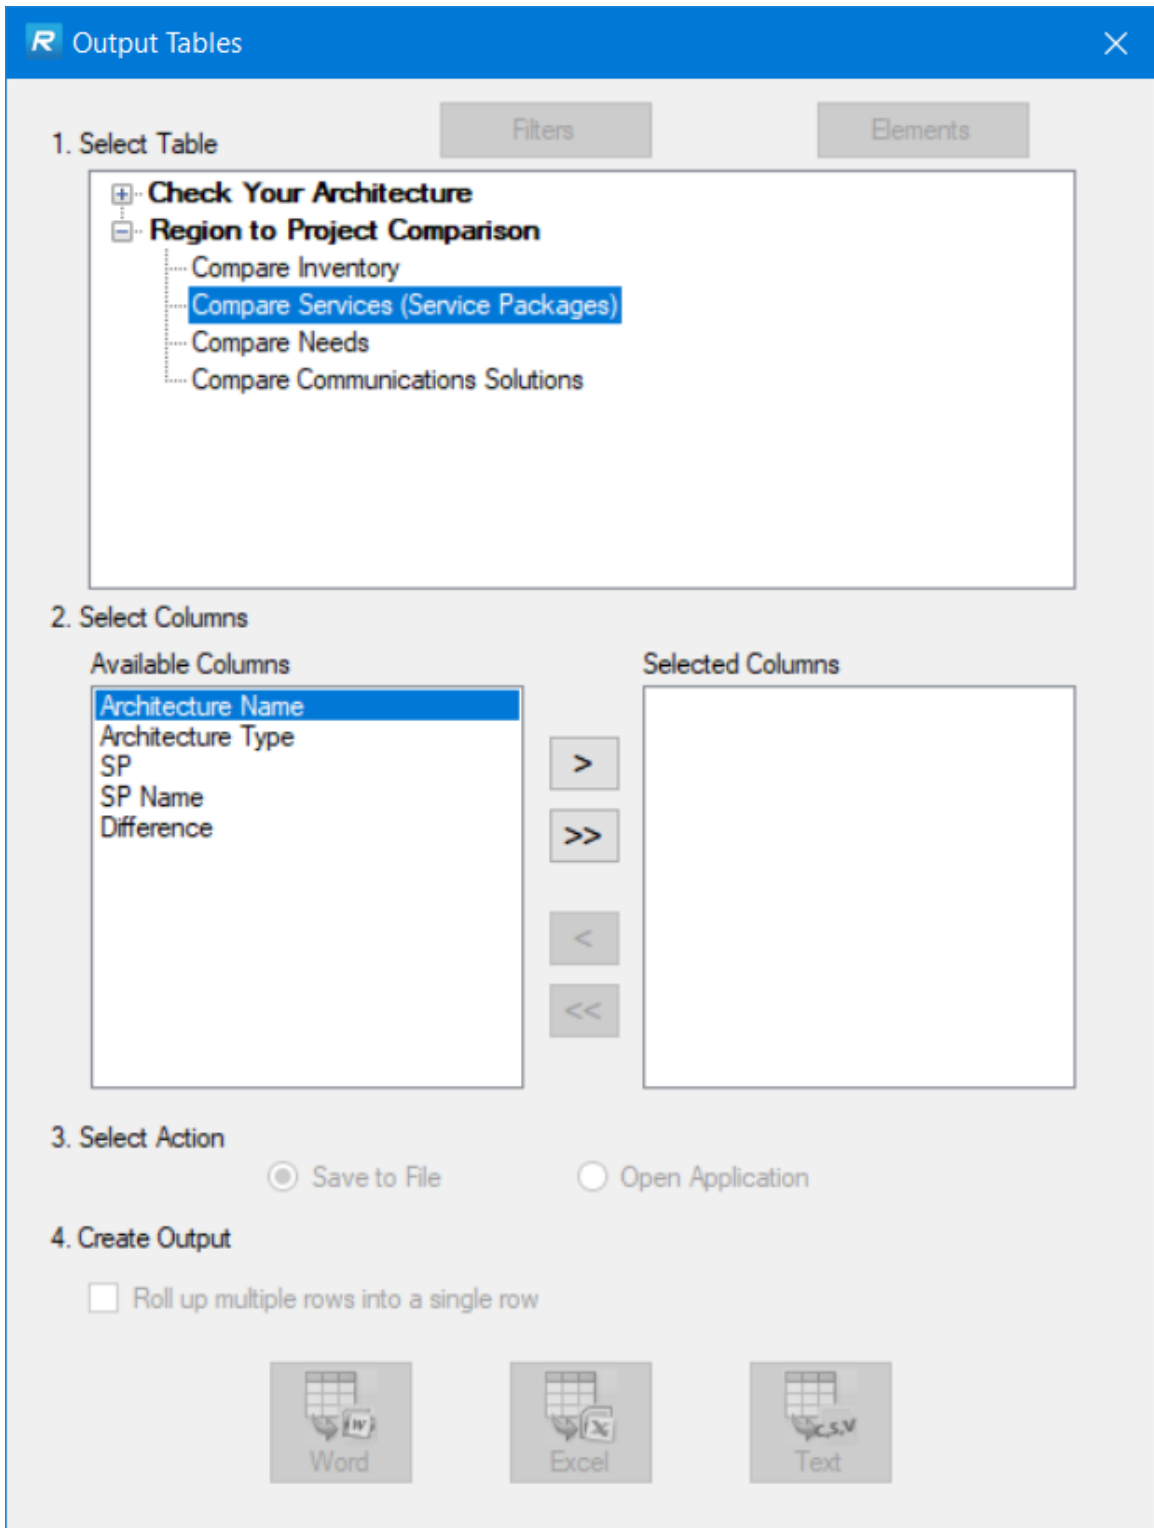 R Output Tables
Filters
Elements
1. Select Table
Check Your Architecture
Region to Project Comparison
Compare Inventory
Compare Services (Service Packages)
Compare Needs
Compare Communications Solutions
2. Select Columns
Available Columns
Selected Columns
Architecture Name
Architecture Type
SP
SP Name
Difference
>
>>
<
<<
3. Select Action
Save to File
Open Application
4. Create Output
Roll up multiple rows into a single row
W
Word
X
Excel
C,S,V
Text